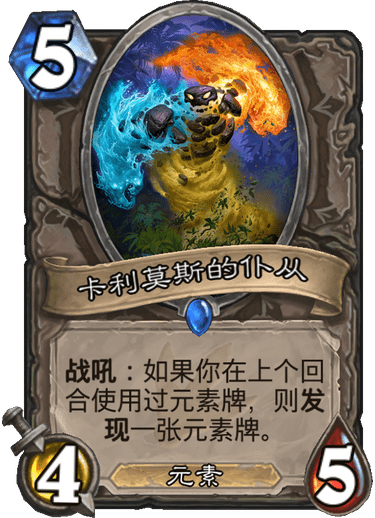 5
卡利莫斯的仆从
战吼：如果你在上个回
合使用过元素牌，则发
现一张元素牌。
4
元素
5